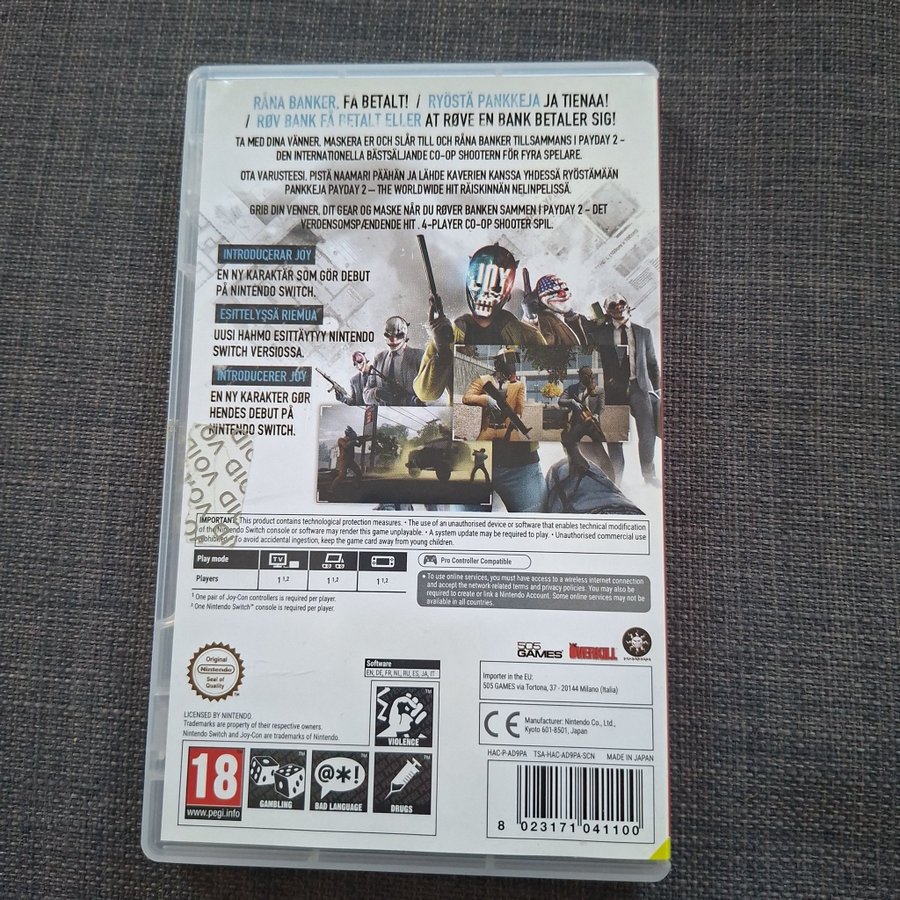 RÅNA BANKER, FÅ BETALT! / RYÖSTÄ PANKKEJA JA TIENAA!
/ RØV BANK FÅ BETALT ELLER AT RØVE EN BANK BETALER SIG!
TA MED DINA VÄNNER, MASKERA ER OCH SLÅR TILL OCH RÅNA BANKER TILLSAMMANS I PAYDAY 2 –
DEN INTERNATIONELLA BÄSTSÄLJANDE CO-OP SHOOTERN FÖR FYRA SPELARE.
OTA VARUSTEESI, PISTÄ NAAMARI PÄÄHÄN JA LÄHDE KAVERIEN KANSSA YHDESSÄ RYÖSTÄMÄÄN
PANKKEJA PAYDAY 2 – THE WORLDWIDE HIT RÄISKINNÄN NELINPELISSÄ.
GRIB DIN VENNER, DIT GEAR OG MASKE NÅR DU RØVER BANKEN SAMMEN I PAYDAY 2 – DET
VERDENSOMSPÆNDENDE HIT . 4-PLAYER CO-OP SHOOTER SPIL.
INTRODUCERAR JOY
EN NY KARAKTÄR SOM GÖR DEBUT
PÅ NINTENDO SWITCH.
ESITTELYSSÄ RIEMUA
UUSI HAHMO ESITTÄYTYY NINTENDO
SWITCH VERSIOSSA.
INTRODUCERER JOY
EN NY KARAKTER GØR
HENDES DEBUT PÅ
NINTENDO SWITCH.
JOY
VOID
IMPORTANT: This product contains technological protection measures. • The use of an unauthorised device or software that enables technical modification
of the Nintendo Switch console or software may render this game unplayable. • A system update may be required to play. • Unauthorised commercial use
prohibited. To avoid accidental ingestion, keep the game card away from young children.
Play mode TV
Players 1 1,2 1 1,2 1 1,2
Pro Controller Compatible
• To use online services, you must have access to a wireless internet connection
and accept the network-related terms and privacy policies. You may also be
required to create or link a Nintendo Account. Some online services may not be
available in all countries.
1 One pair of Joy-Con controllers is required per player.
2 One Nintendo Switch™ console is required per player.
505 GAMES OVERKILL
Original
Nintendo
Seal of
Quality
Software
EN, DE, FR, NL, RU, ES, JA, IT
Importer in the EU:
505 GAMES via Tortona, 37 - 20144 Milano (Italia)
LICENSED BY NINTENDO
Trademarks are property of their respective owners.
Nintendo Switch and Joy-Con are trademarks of Nintendo.
VIOLENCE
CE Manufacturer: Nintendo Co., Ltd.,
Kyoto 601-8501, Japan
HAC-P-AD9PA TSA-HAC-AD9PA-SCN MADE IN JAPAN
18
www.pegi.info
GAMBLING
@*!
BAD LANGUAGE
DRUGS
8 023171 041100